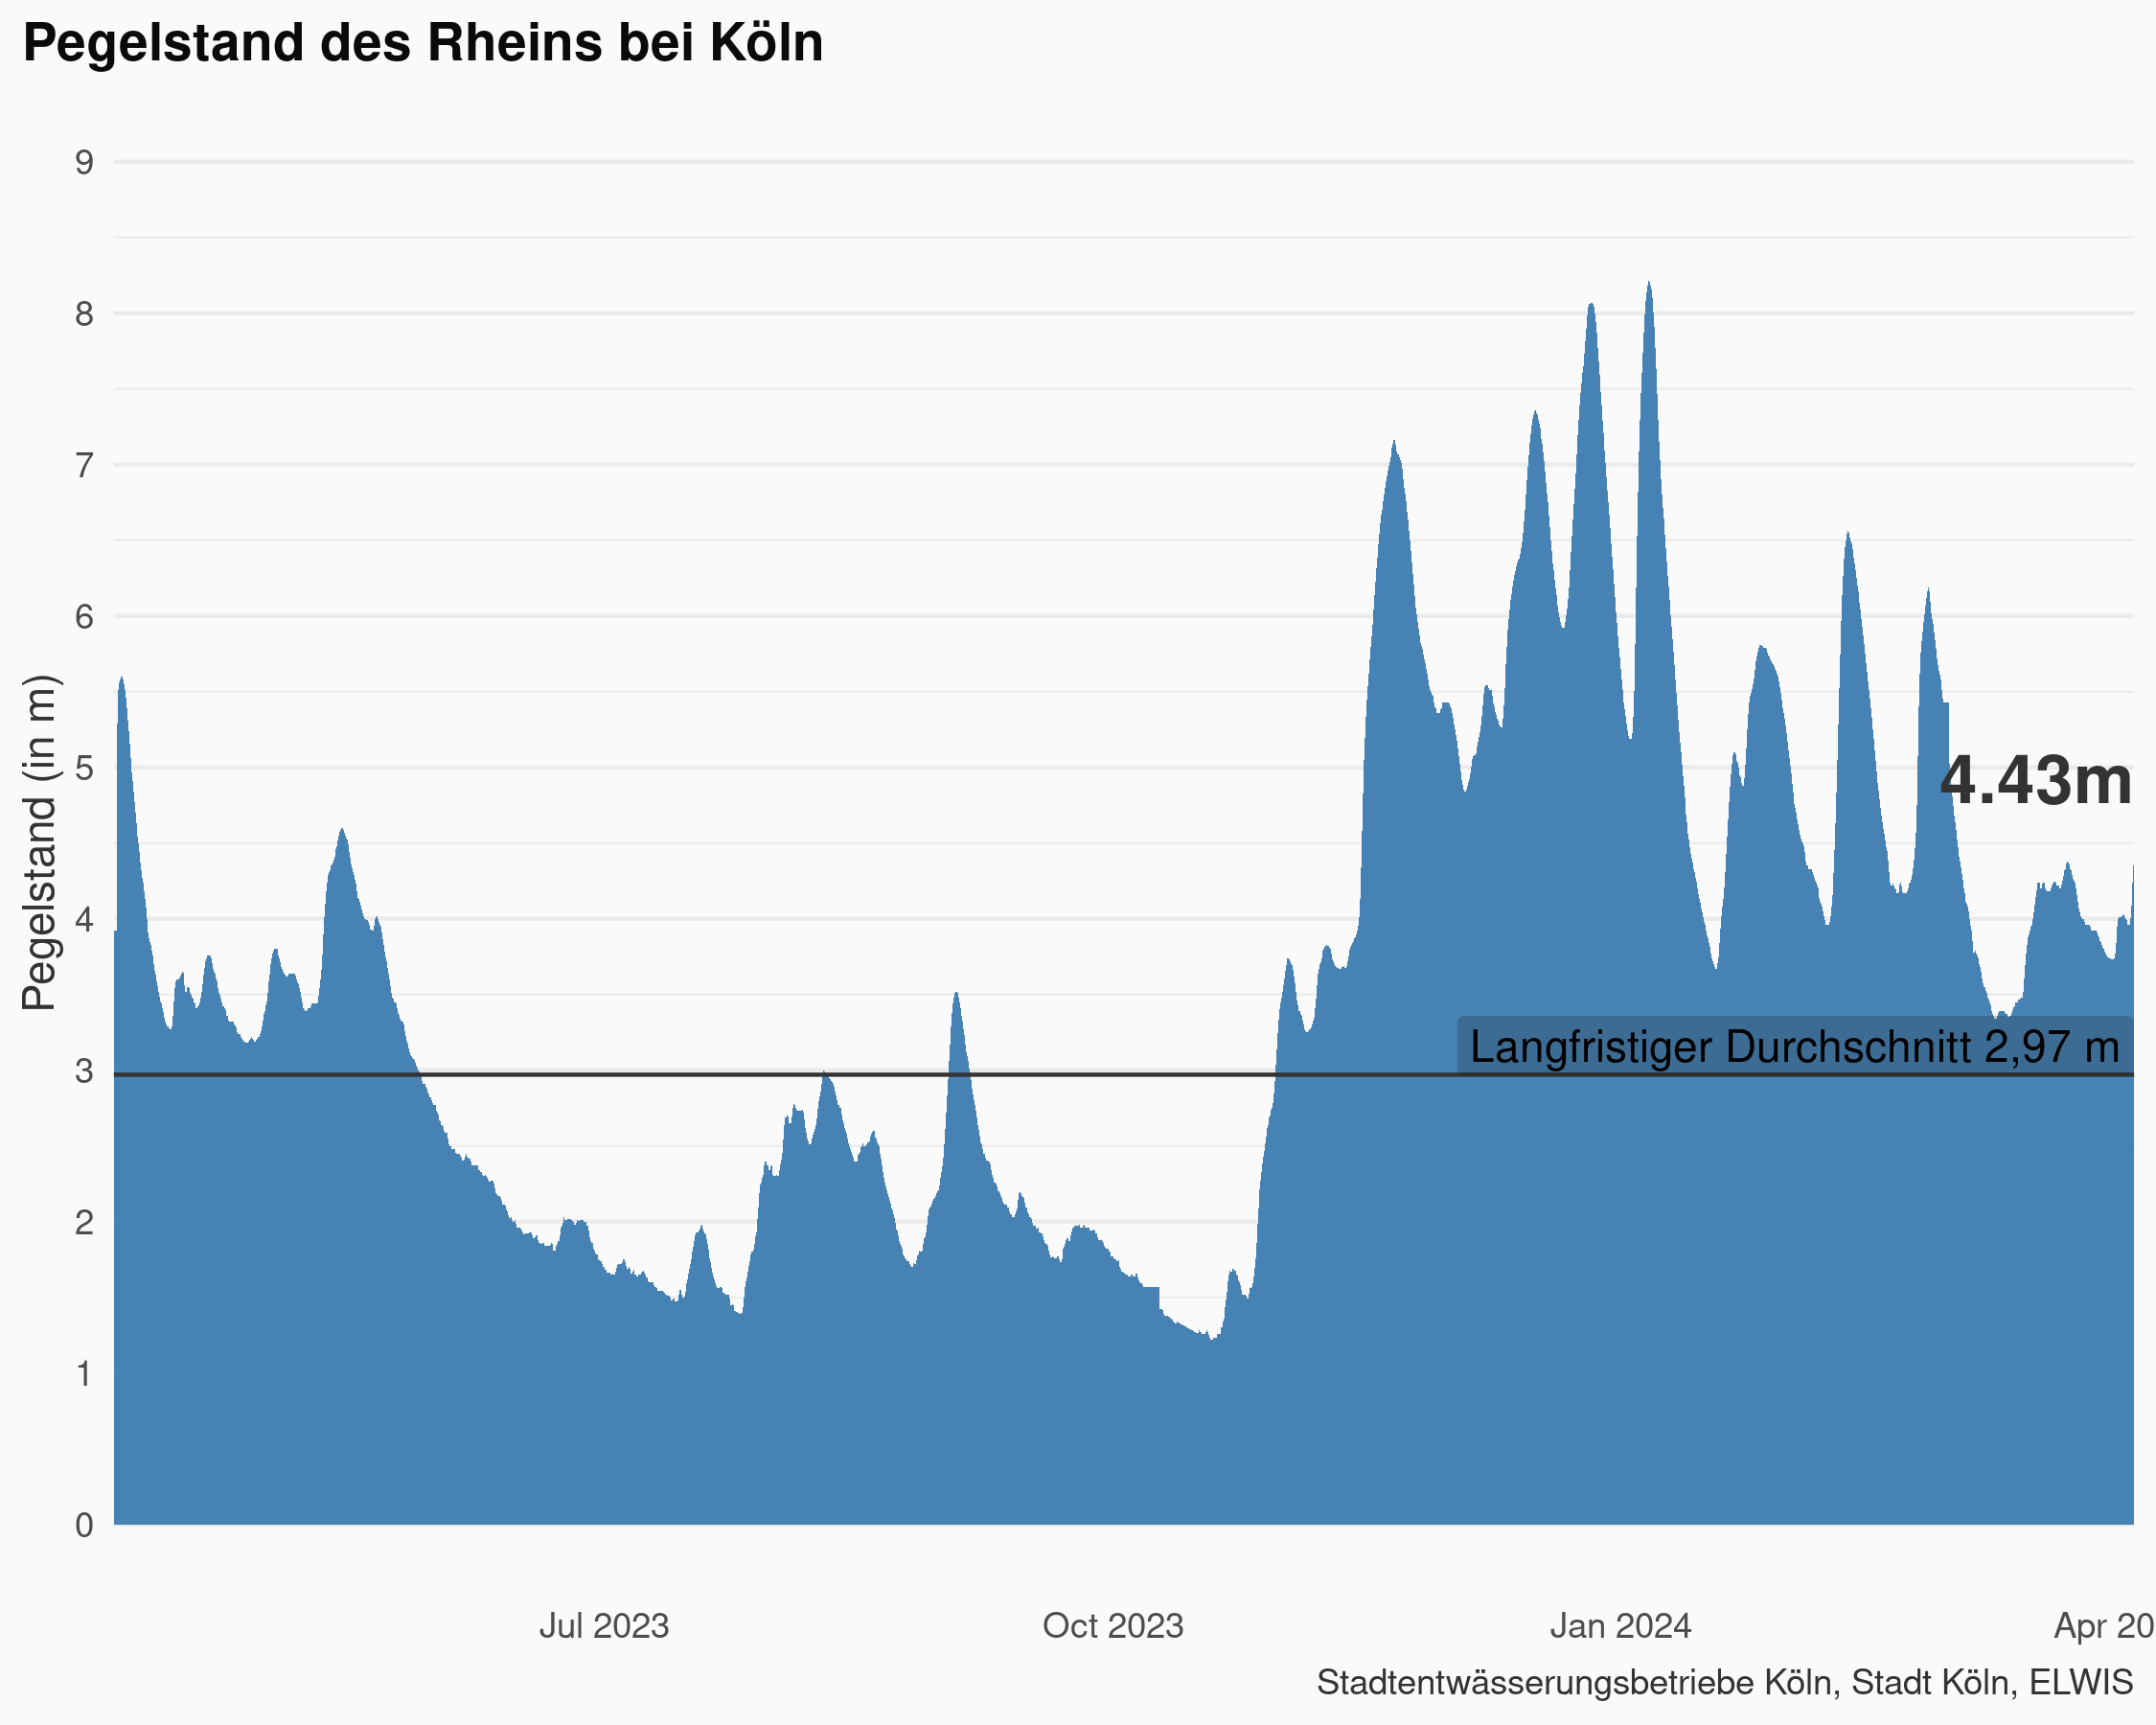 Pegelstand des Rheins bei Köln
Pegelstand (in m)
9
8
7
6
5
4
3
2
1
0
4.43m
Langfristiger Durchschnitt 2,97 m
Jul 2023
Oct 2023
Jan 2024
Apr 20
Stadtentwässerungsbetriebe Köln, Stadt Köln, ELWIS